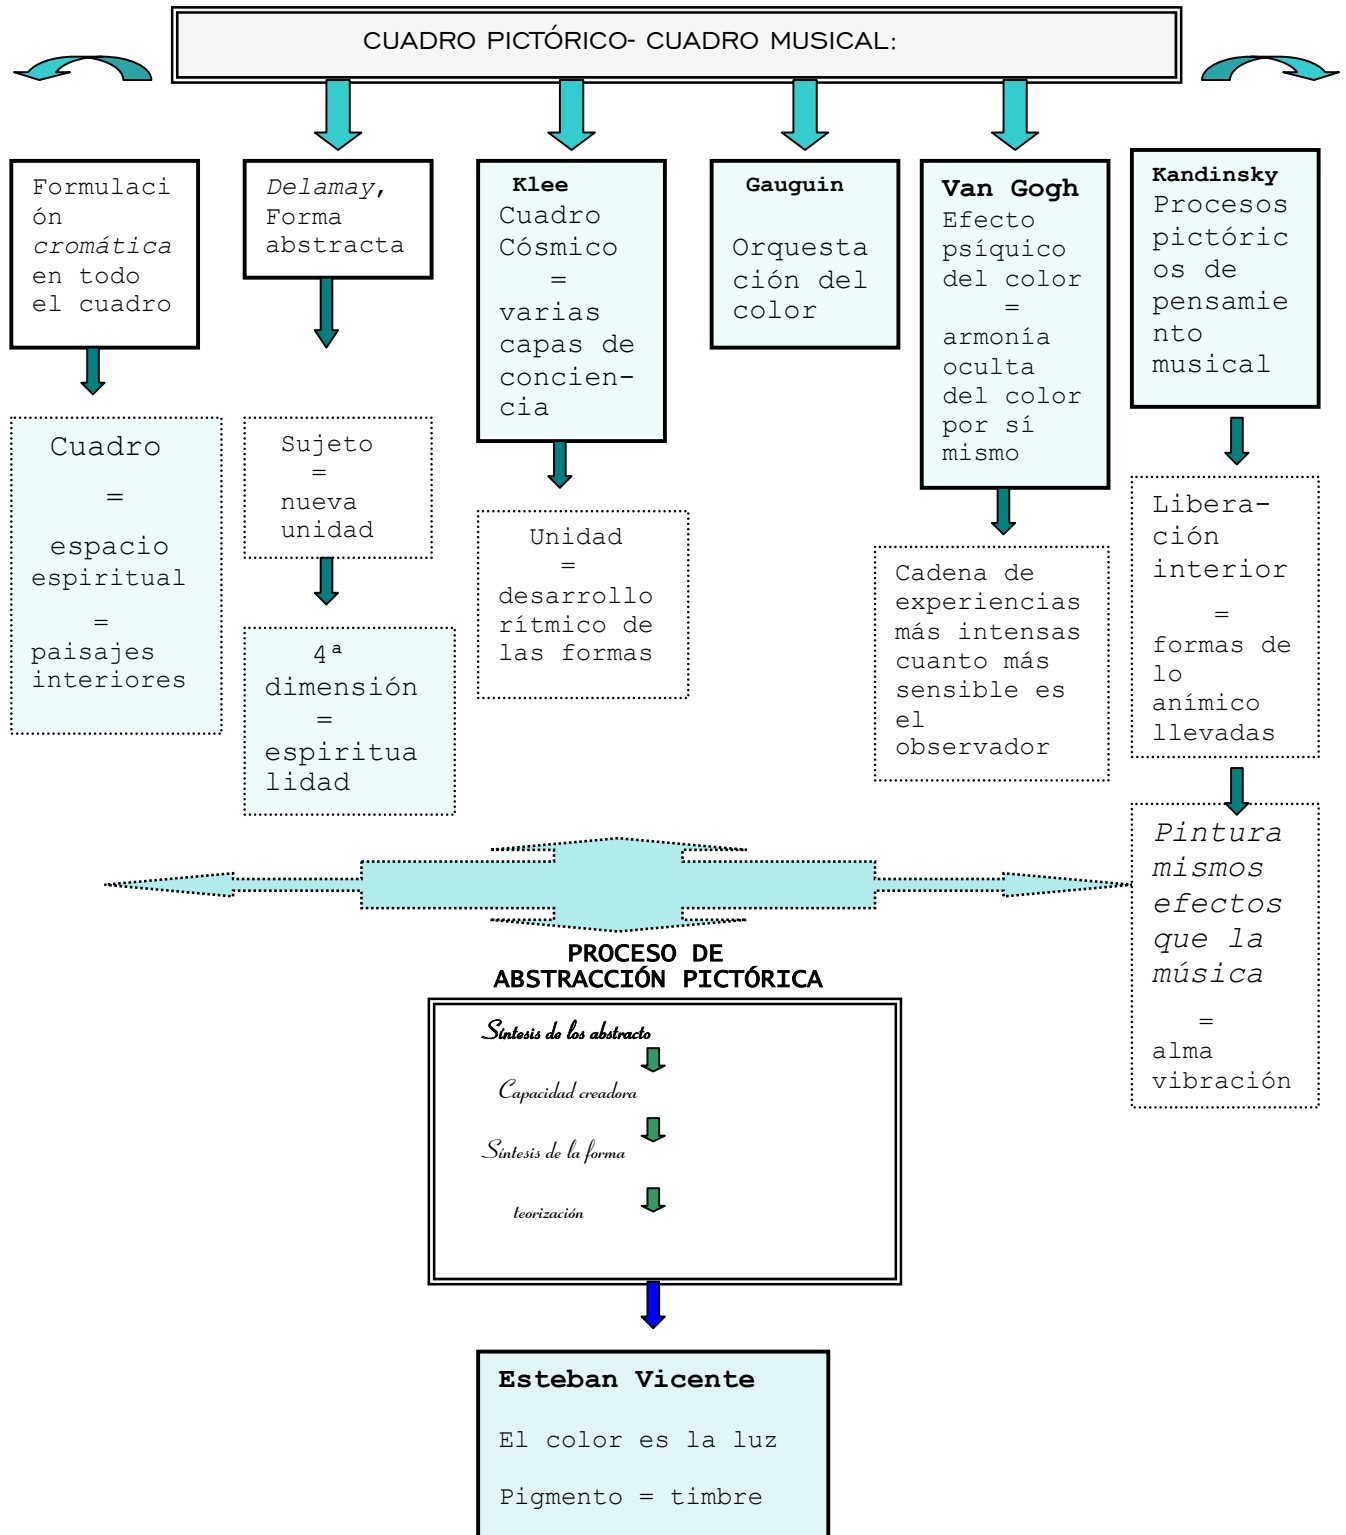 CUADRO PICTÓRICO- CUADRO MUSICAL:
Formulaci
ón
cromática
en todo
el cuadro
Cuadro
=
espacio
espiritual
=
paisajes
interiores
Delamay,
Forma
abstracta
Sujeto
=
nueva
unidad
4ª
dimensión
=
espiritua
lidad
Klee
Cuadro
Cósmico
=
varias
capas de
concien-
cia
Unidad
=
desarrollo
rítmico de
las formas
Gauguin
Orquesta
ción del
color
Van Gogh
Efecto
psíquico
del color
=
armonía
oculta
del color
por sí
mismo
Cadena de
experiencias
más intensas
cuanto más
sensible es
el
observador
Kandinsky
Procesos
pictóric
os de
pensamie
nto
musical
Libera-
ción
interior
=
formas de
lo
anímico
llevadas
Pintura
mismos
efectos
que la
música
=
alma
vibración
PROCESO DE
ABSTRACCIÓN PICTÓRICA
Síntesis de los abstracto
Capacidad creadora
Síntesis de la forma
teorización
Esteban Vicente
El color es la luz
Pigmento = timbre